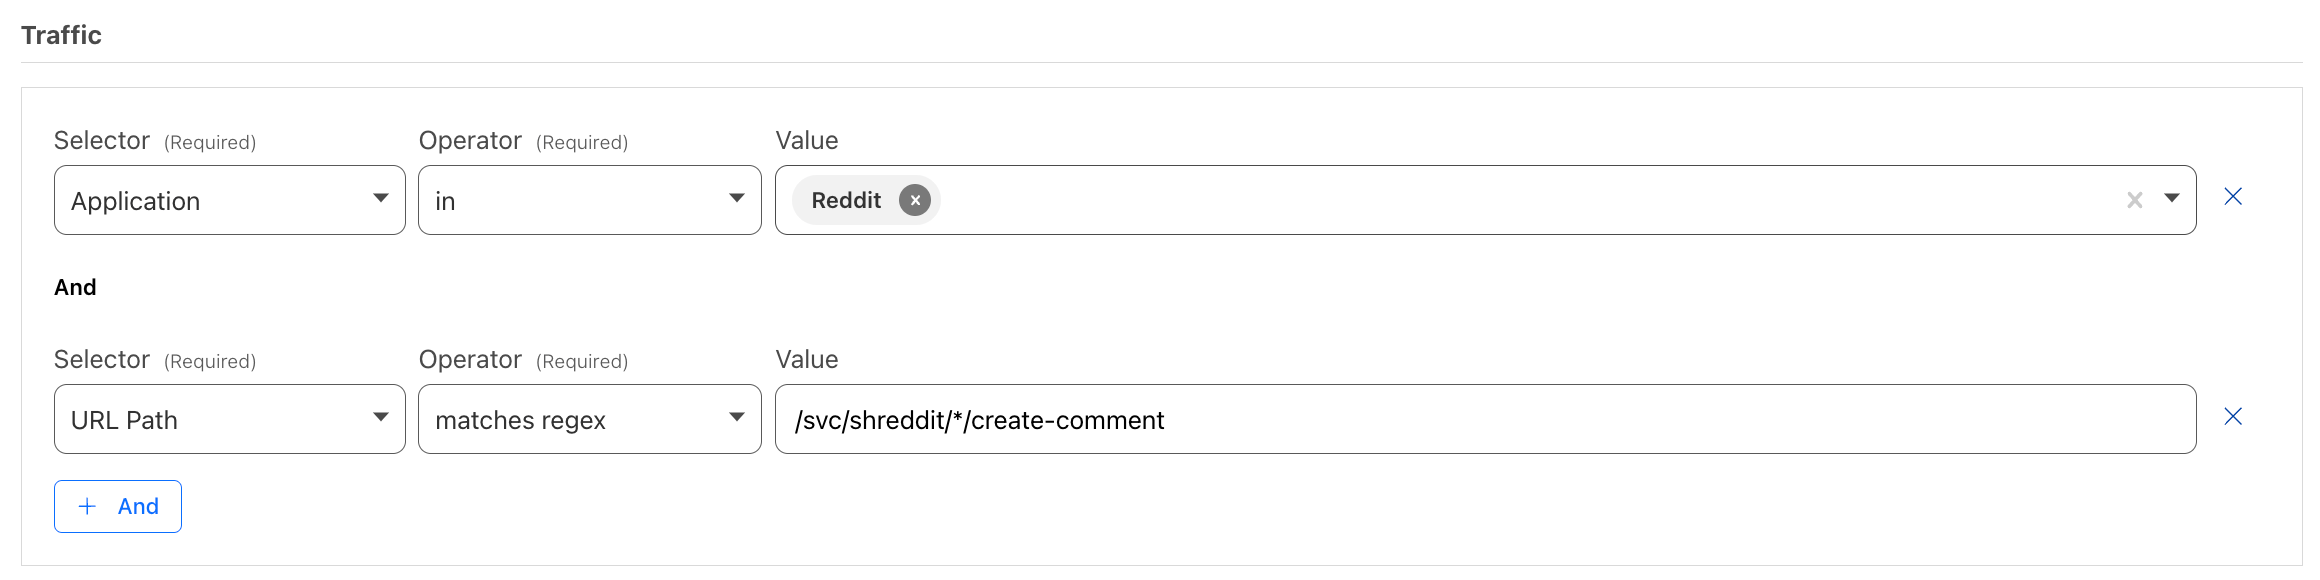 Traffic
Selector (Required) Operator (Required) Value
Application in Reddit
And
Selector (Required) Operator (Required) Value
URL Path matches regex /svc/shreddit/*/create-comment
+ And